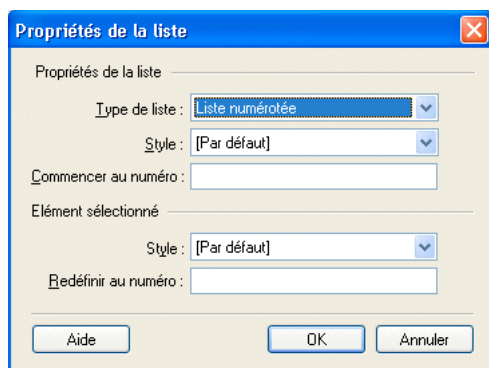 Propriétés de la liste
Propriétés de la liste
Type de liste : Liste numérotée
Style : [Par défaut]
Commencer au numéro :
Elément sélectionné
Style : [Par défaut]
Redéfinir au numéro :
Aide OK Annuler